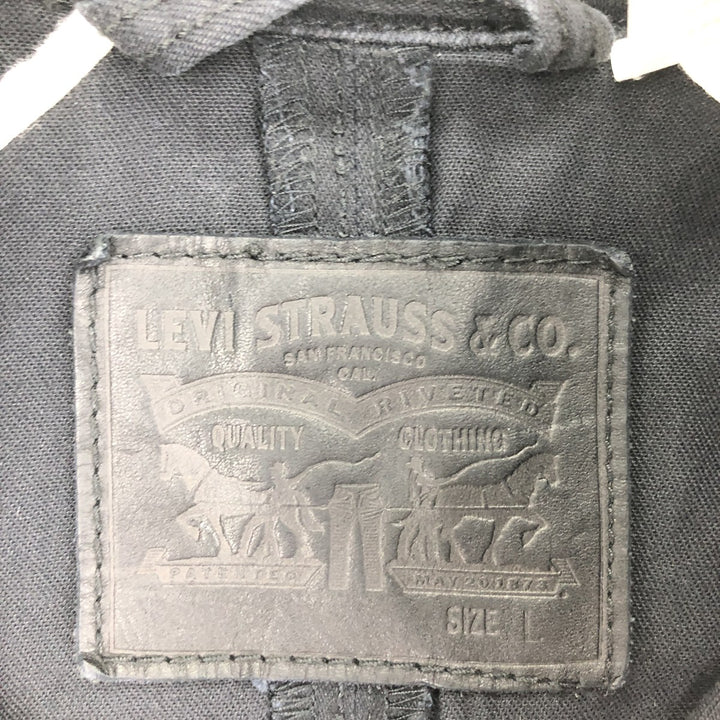 LEVI STRAUSS & CO.
SAN FRANCISCO
CAL.
ORIGINAL RIVETED
QUALITY CLOTHING
PATENTED MAY 20 1873
SIZE L